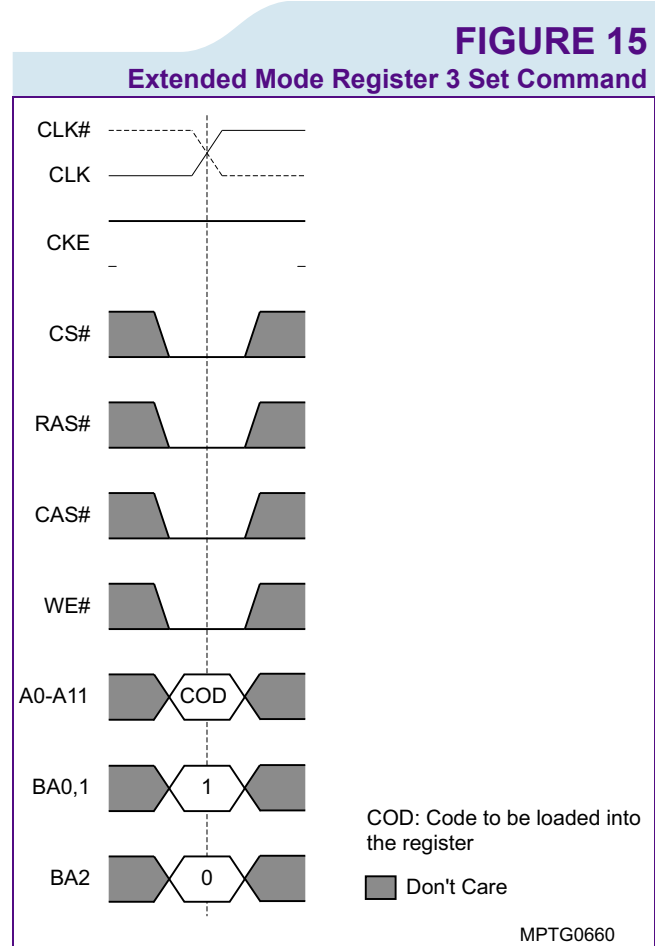 FIGURE 15
Extended Mode Register 3 Set Command
CLK#
CLK
CKE
CS#
RAS#
CAS#
WE#
A0-A11
COD
BA0,1
1
COD: Code to be loaded into
the register
BA2
0
Don't Care
MPTG0660